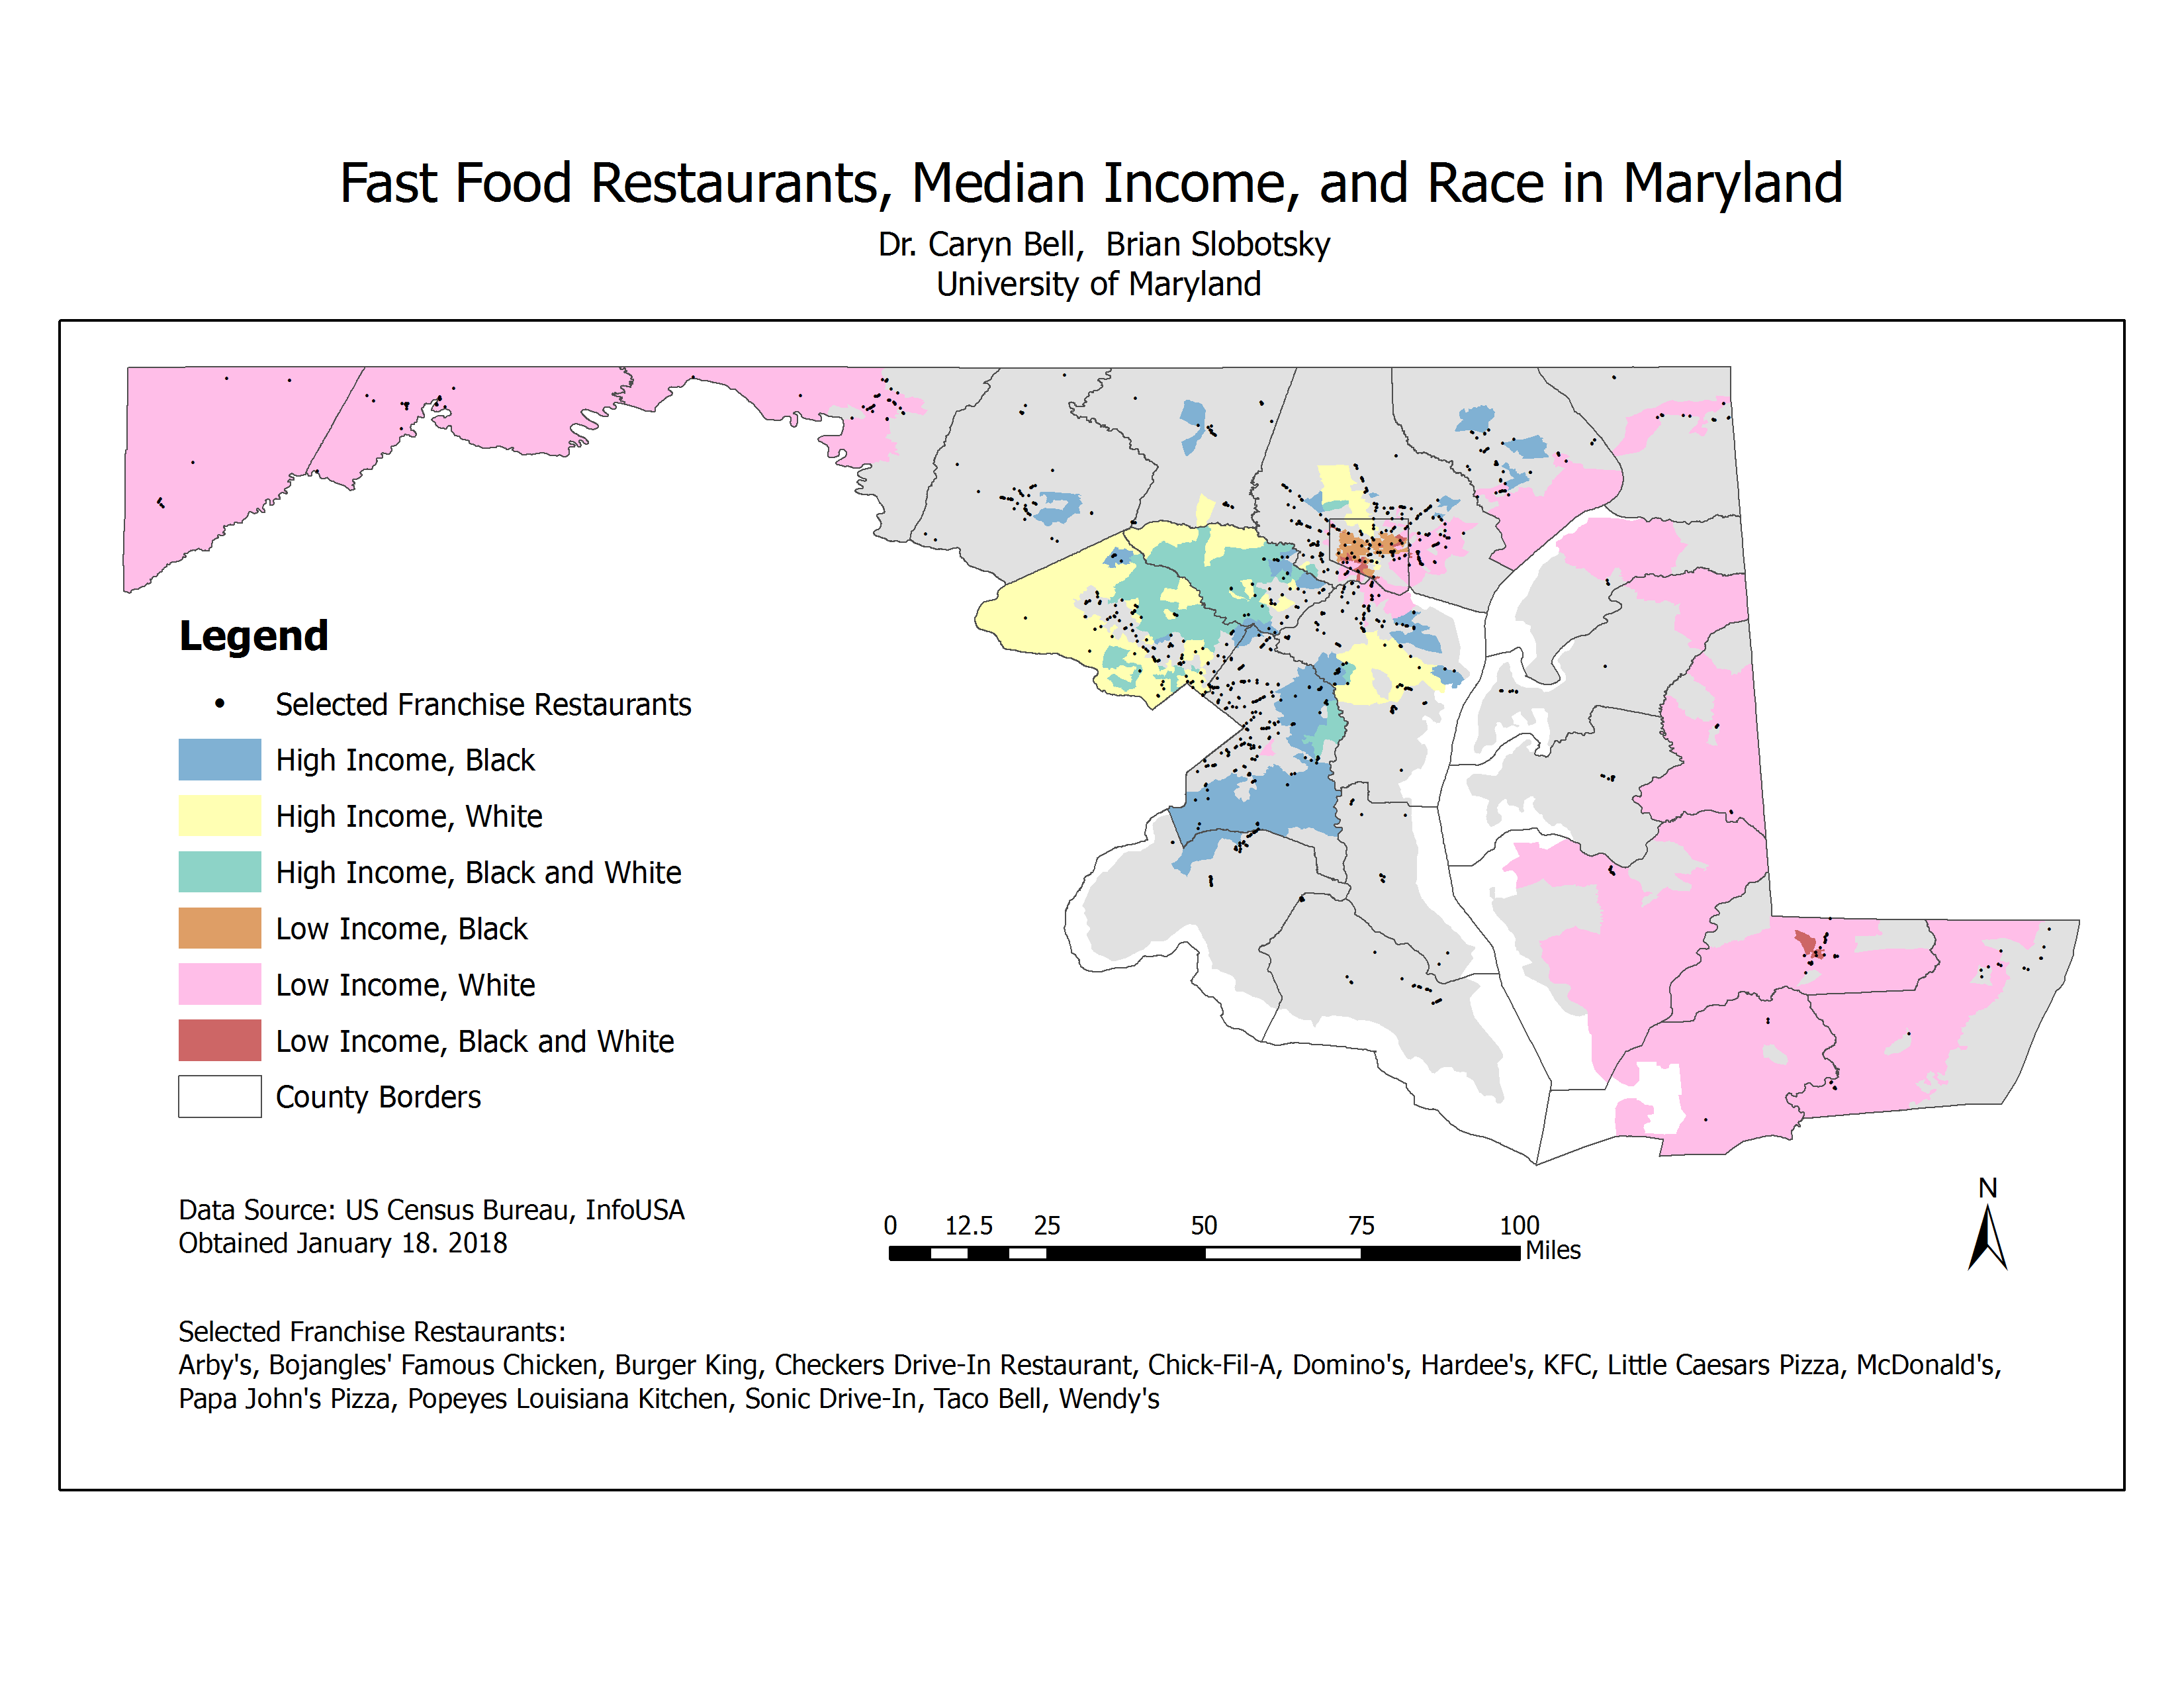 Fast Food Restaurants, Median Income, and Race in Maryland
Dr. Caryn Bell,  Brian Slobotsky
University of Maryland
Legend
Selected Franchise Restaurants
High Income, Black
High Income, White
High Income, Black and White
Low Income, Black
Low Income, White
Low Income, Black and White
County Borders
Data Source: US Census Bureau, InfoUSA
Obtained January 18. 2018
0 12.5 25 50 75 100
Miles
N
Selected Franchise Restaurants:
Arby's, Bojangles' Famous Chicken, Burger King, Checkers Drive-In Restaurant, Chick-Fil-A, Domino's, Hardee's, KFC, Little Caesars Pizza, McDonald's,
Papa John's Pizza, Popeyes Louisiana Kitchen, Sonic Drive-In, Taco Bell, Wendy's